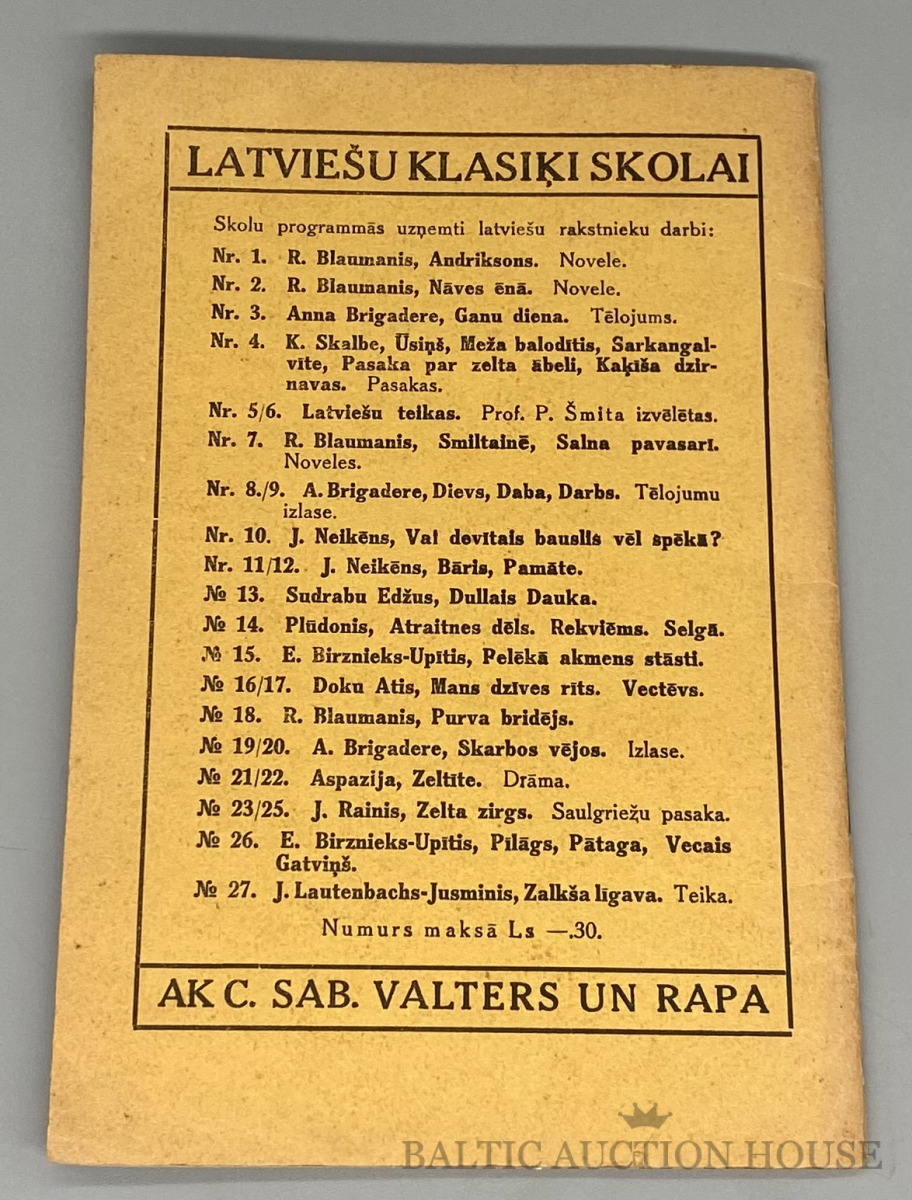 LATVIEŠU KLASIĶI SKOLAI
Skolu programmās uzņemti latviešu rakstnieku darbi:
Nr. 1. R. Blaumanis, Andriksons. Novele.
Nr. 2. R. Blaumanis, Nāves ēnā. Novele.
Nr. 3. Anna Brigadere, Ganu diena. Tēlojums.
Nr. 4. K. Skalbe, Ūsiņš, Meža balodītis, Sarkangal-
vīte, Pasaka par zelta ābeli, Kaķīša dzir-
navas. Pasakas.
Nr. 5/6. Latviešu teikas. Prof. P. Šmita izvēlētas.
Nr. 7. R. Blaumanis, Smiltainē, Salna pavasarī.
Noveles.
Nr. 8./9. A. Brigadere, Dievs, Daba, Darbs. Tēlojumu
izlase.
Nr. 10. J. Neikēns, Vai devītais bauslis vēl spēkā?
Nr. 11/12. J. Neikēns, Bāris, Pamāte.
№ 13. Sudrabu Edžus, Dullais Dauka.
№ 14. Plūdonis, Atraitnes dēls. Rekviēms. Selgā.
№ 15. E. Birznieks-Upītis, Pelēkā akmens stāsti.
№ 16/17. Doku Atis, Mans dzīves rīts. Vectēvs.
№ 18. R. Blaumanis, Purva bridējs.
№ 19/20. A. Brigadere, Skarbos vējos. Izlase.
№ 21/22. Aspazija, Zeltīte. Drāma.
№ 23/25. J. Rainis, Zelta zirgs. Saulgriežu pasaka.
№ 26. E. Birznieks-Upītis, Pīlāgs, Pātaga, Vecais
Gatviņš.
№ 27. J. Lautenbachs-Jusminis, Zalkša līgava. Teika.
Numurs maksā Ls —.30.
AKC. SAB. VALTERS UN RAPA
BALTIC AUCTION HOUSE